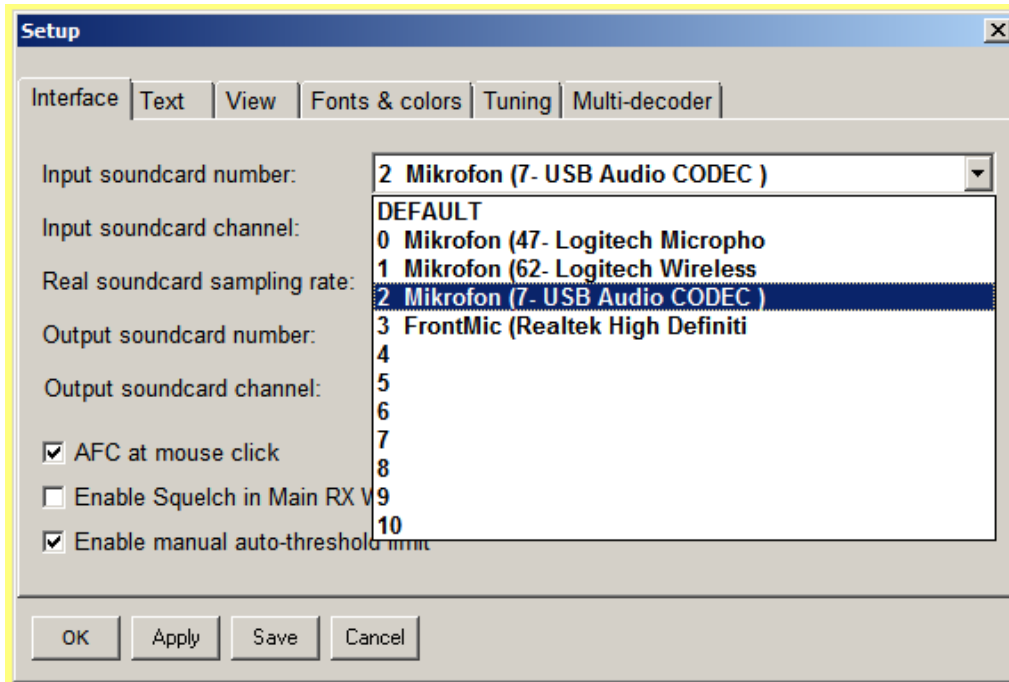 Setup
Interface Text View Fonts & colors Tuning Multi-decoder
Input soundcard number: 2 Mikrofon (7- USB Audio CODEC )
DEFAULT
Input soundcard channel:
0 Mikrofon (47- Logitech Micropho
1 Mikrofon (62- Logitech Wireless
Real soundcard sampling rate:
2 Mikrofon (7- USB Audio CODEC )
3 FrontMic (Realtek High Definiti
Output soundcard number:
4
5
Output soundcard channel:
6
7
AFC at mouse click
8
Enable Squelch in Main RX
9
10
Enable manual auto-threshold limit
OK Apply Save Cancel